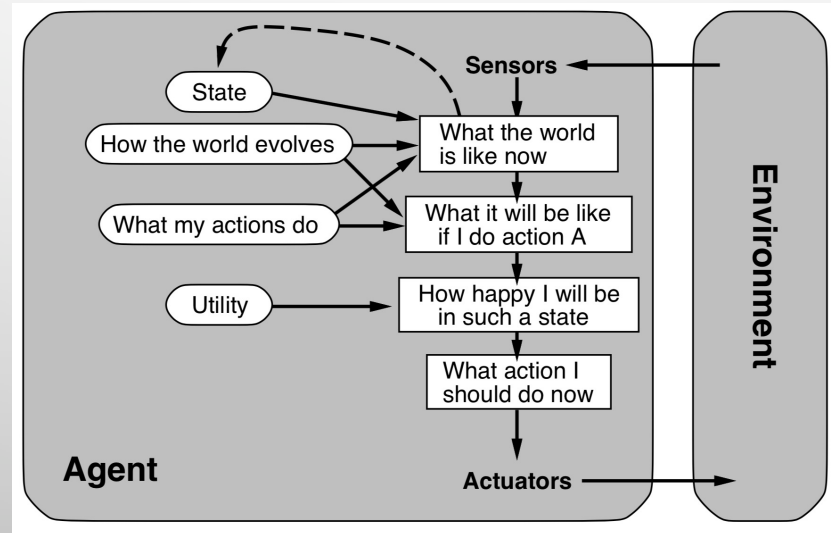 Sensors
State
What the world
is like now
How the world evolves
What it will be like
if I do action A
What my actions do
How happy I will be
in such a state
Utility
What action I
should do now
Agent
Actuators
Environment